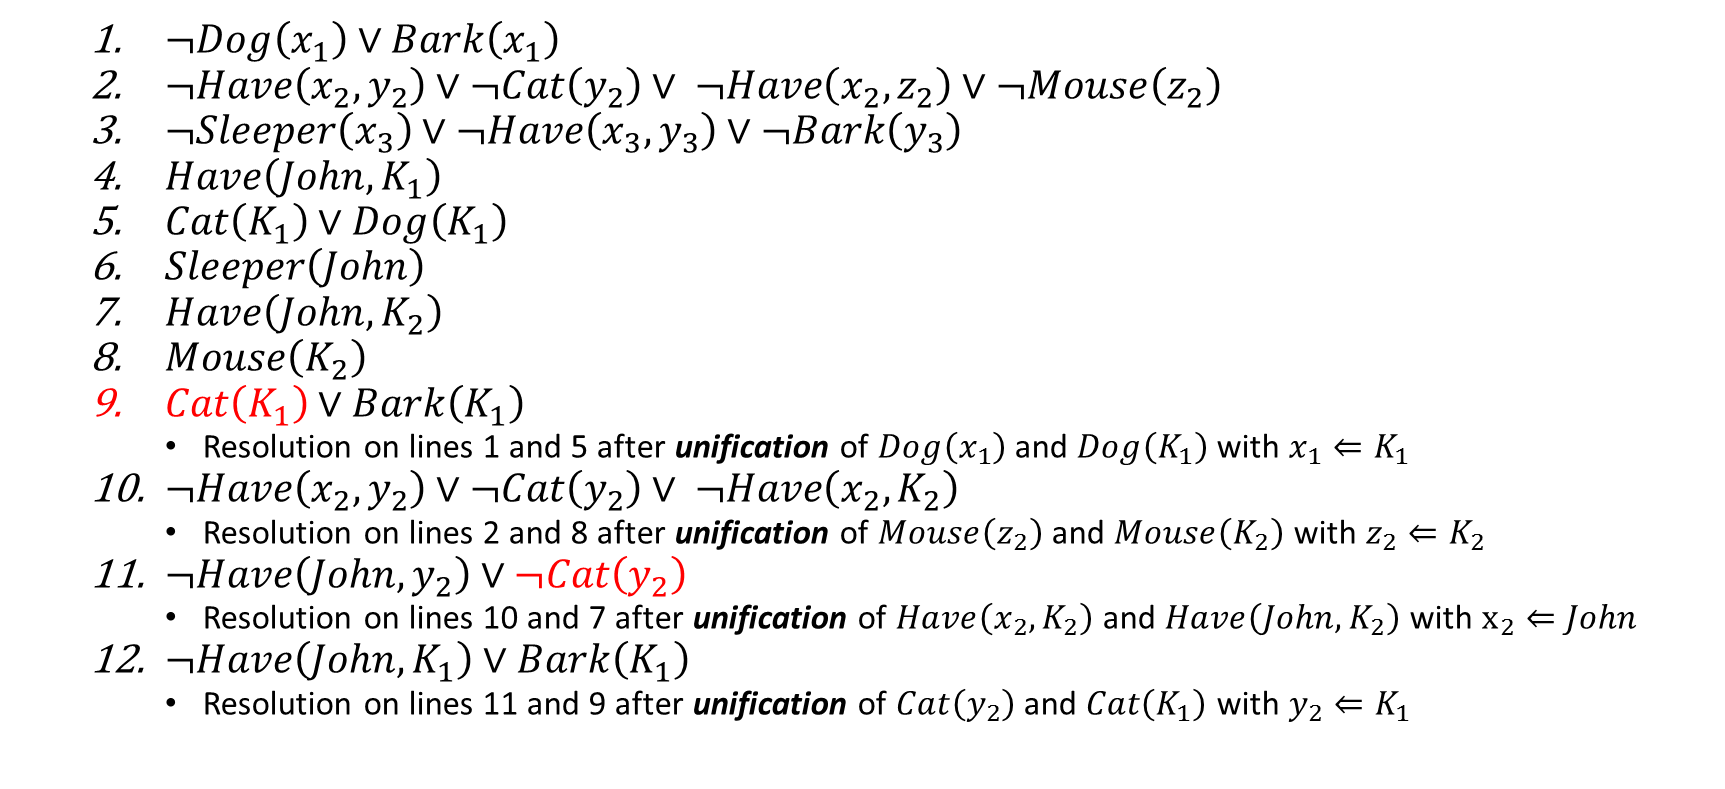 1. ¬Dog(x₁) ∨ Bark(x₁)
2. ¬Have(x₂, y₂) ∨ ¬Cat(y₂) ∨ ¬Have(x₂, z₂) ∨ ¬Mouse(z₂)
3. ¬Sleeper(x₃) ∨ ¬Have(x₃, y₃) ∨ ¬Bark(y₃)
4. Have(John, K₁)
5. Cat(K₁) ∨ Dog(K₁)
6. Sleeper(John)
7. Have(John, K₂)
8. Mouse(K₂)
9. Cat(K₁) ∨ Bark(K₁)
• Resolution on lines 1 and 5 after unification of Dog(x₁) and Dog(K₁) with x₁ ⇐ K₁
10. ¬Have(x₂, y₂) ∨ ¬Cat(y₂) ∨ ¬Have(x₂, K₂)
• Resolution on lines 2 and 8 after unification of Mouse(z₂) and Mouse(K₂) with z₂ ⇐ K₂
11. ¬Have(John, y₂) ∨ ¬Cat(y₂)
• Resolution on lines 10 and 7 after unification of Have(x₂, K₂) and Have(John, K₂) with x₂ ⇐ John
12. ¬Have(John, K₁) ∨ Bark(K₁)
• Resolution on lines 11 and 9 after unification of Cat(y₂) and Cat(K₁) with y₂ ⇐ K₁